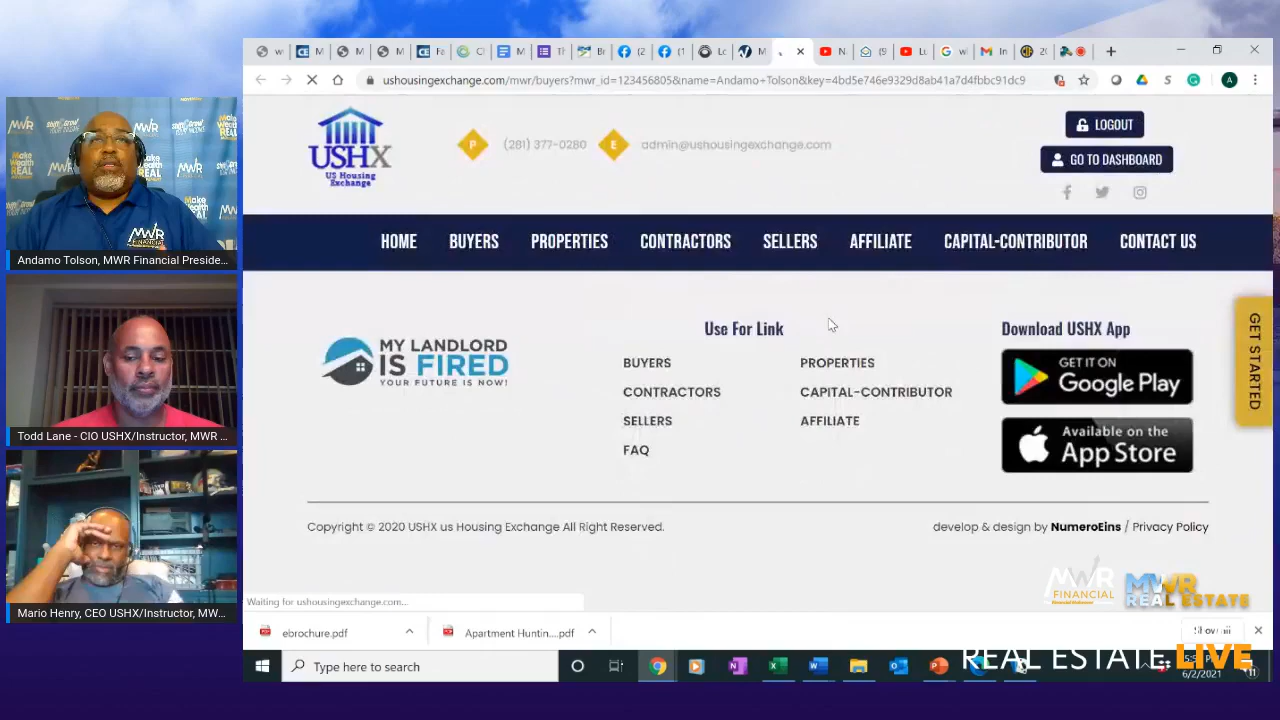 ushousingexchange.com/mwr/buyers?mwr_id=123456805&name=Andamo+Tolson&key=4bd5e746e9329d8ab41a7d4fbbc91dc9
USHX
US Housing
Exchange
P (281) 377-0280 E admin@ushousingexchange.com
LOGOUT
GO TO DASHBOARD
HOME BUYERS PROPERTIES CONTRACTORS SELLERS AFFILIATE CAPITAL-CONTRIBUTOR CONTACT US
GET STARTED
MY LANDLORD
IS FIRED
YOUR FUTURE IS NOW!
Use For Link
BUYERS PROPERTIES
CONTRACTORS CAPITAL-CONTRIBUTOR
SELLERS AFFILIATE
FAQ
Download USHX App
GET IT ON
Google Play
Available on the
App Store
Copyright © 2020 USHX us Housing Exchange All Right Reserved.
develop & design by NumeroEins / Privacy Policy
Waiting for ushousingexchange.com...
MWR
FINANCIAL
MWR
REAL ESTATE
ebrochure.pdf
Apartment Huntin....pdf
Type here to search
6/2/2021
REAL ESTATE LIVE
MWR
Make
Wealth
REAL
MWR
FINANCIAL
Andamo Tolson, MWR Financial Preside...
Todd Lane - CIO USHX/Instructor, MWR ...
Mario Henry, CEO USHX/Instructor, MW...